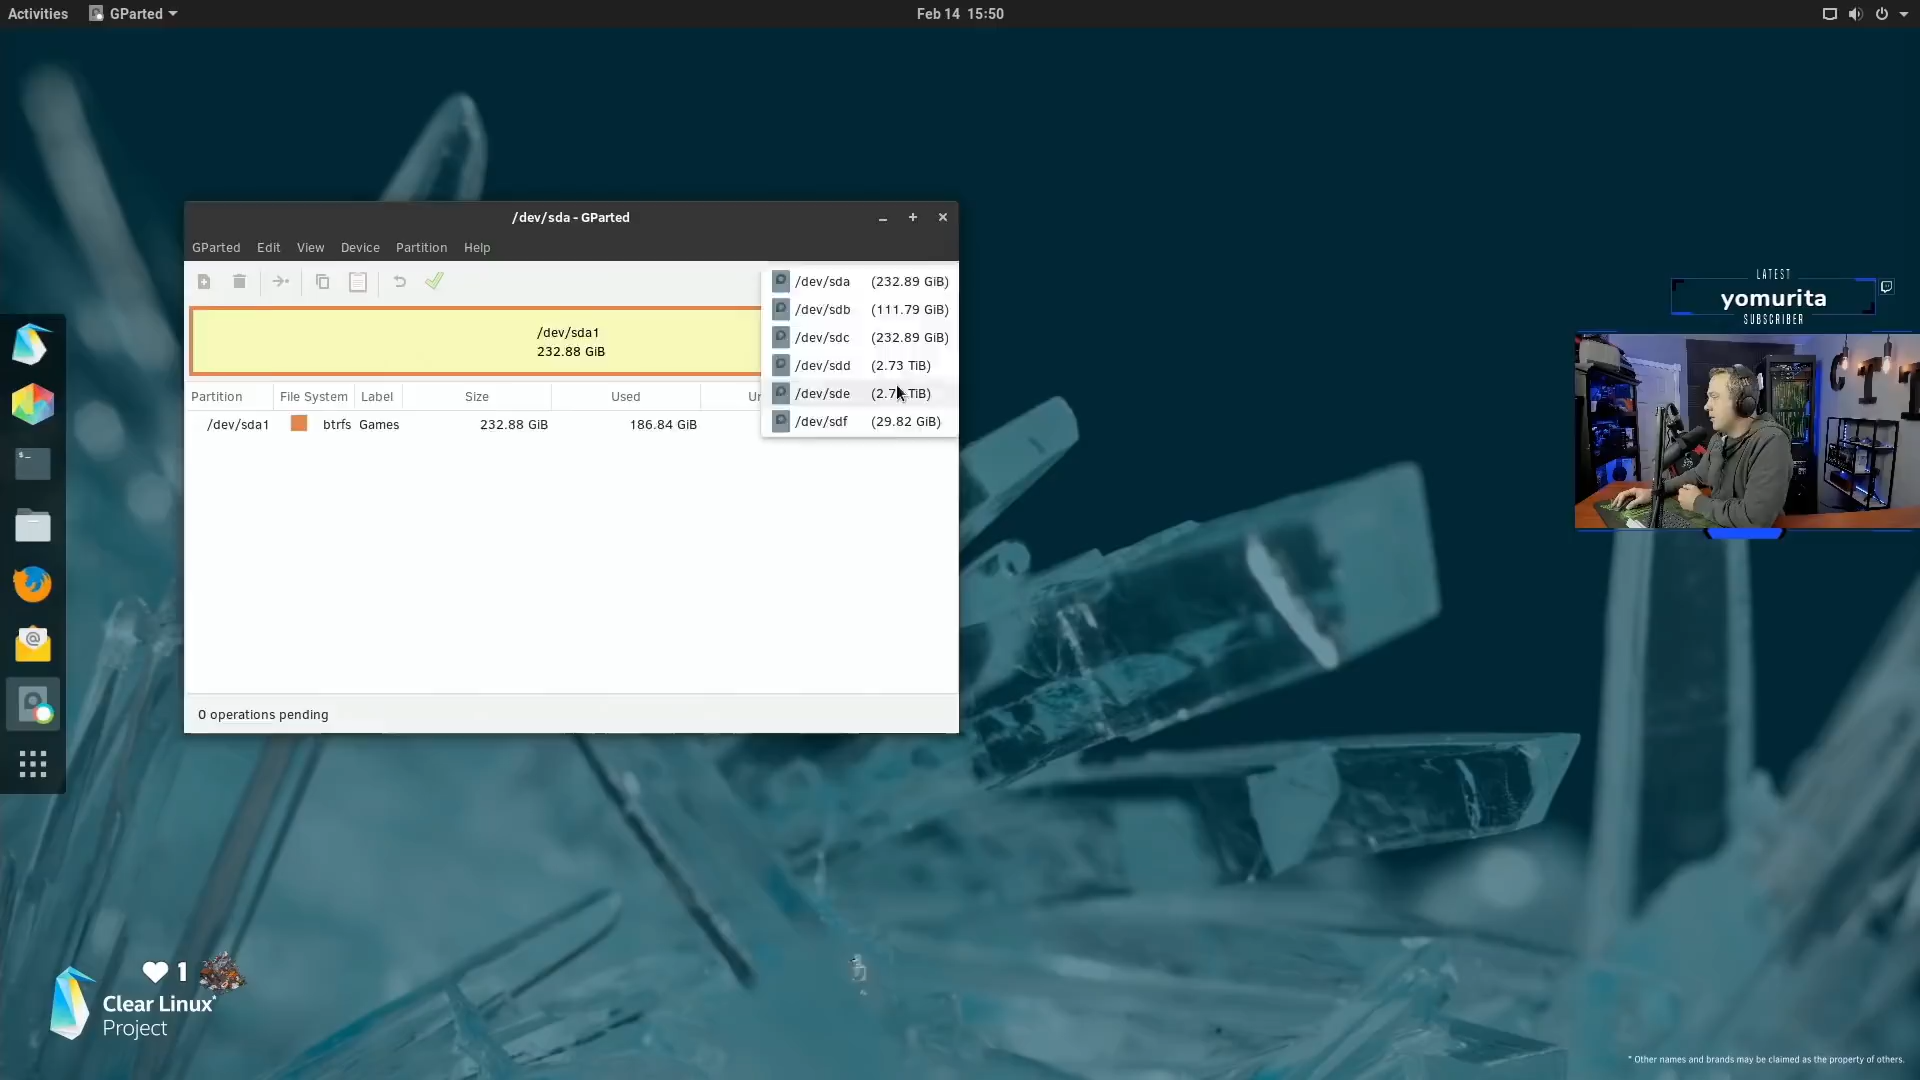 Activities GParted Feb 14 15:50
/dev/sda - GParted
GParted Edit View Device Partition Help
/dev/sda (232.89 GiB)
/dev/sdb (111.79 GiB)
/dev/sdc (232.89 GiB)
/dev/sdd (2.73 TiB)
/dev/sde (2.7 TiB)
/dev/sdf (29.82 GiB)
/dev/sda1
232.88 GiB
Partition File System Label Size Used
/dev/sda1 btrfs Games 232.88 GiB 186.84 GiB
0 operations pending
LATEST
yomurita
SUBSCRIBER
1
Clear Linux*
Project
* Other names and brands may be claimed as the property of others.